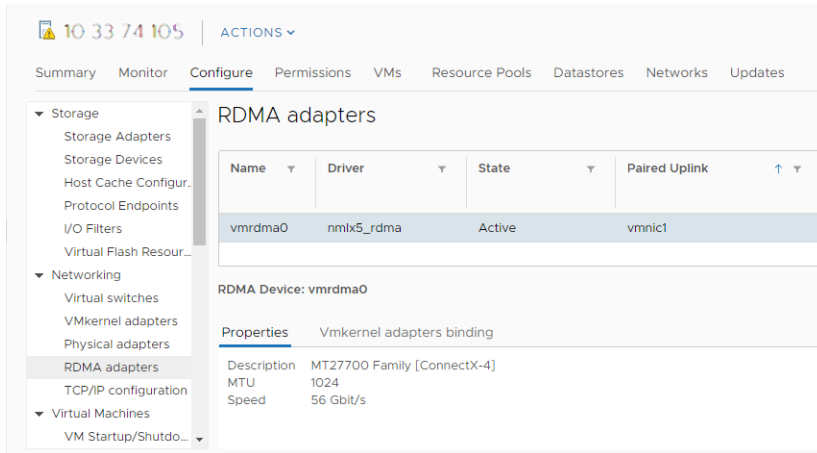 10 33 74 105 ACTIONS
Summary Monitor Configure Permissions VMs Resource Pools Datastores Networks Updates
Storage
Storage Adapters
Storage Devices
Host Cache Configur..
Protocol Endpoints
I/O Filters
Virtual Flash Resour...
Networking
Virtual switches
VMkernel adapters
Physical adapters
RDMA adapters
TCP/IP configuration
Virtual Machines
VM Startup/Shutdo...
RDMA adapters
Name Driver State Paired Uplink
vmrdma0 nmlx5_rdma Active vmnic1
RDMA Device: vmrdma0
Properties Vmkernel adapters binding
Description MT27700 Family [ConnectX-4]
MTU 1024
Speed 56 Gbit/s